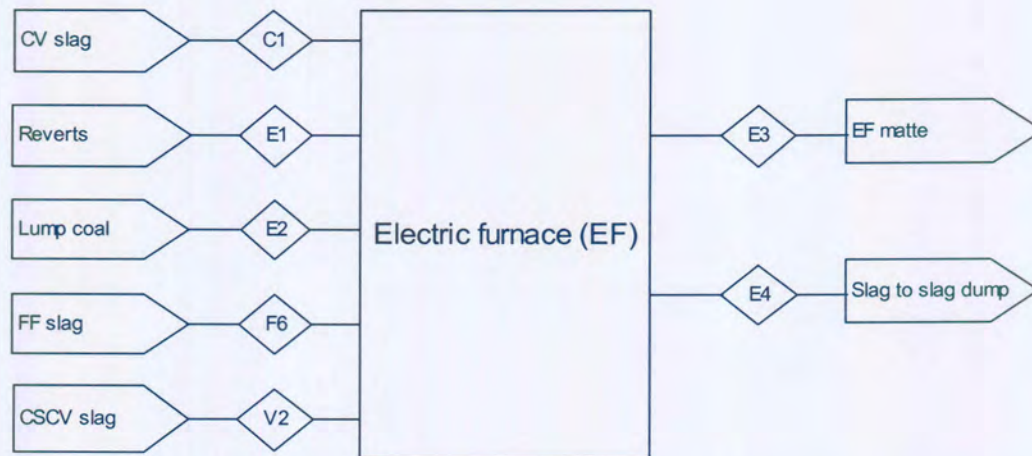 CV slag
C1
Reverts
E1
Lump coal
E2
FF slag
F6
CSCV slag
V2
Electric furnace (EF)
E3
EF matte
E4
Slag to slag dump